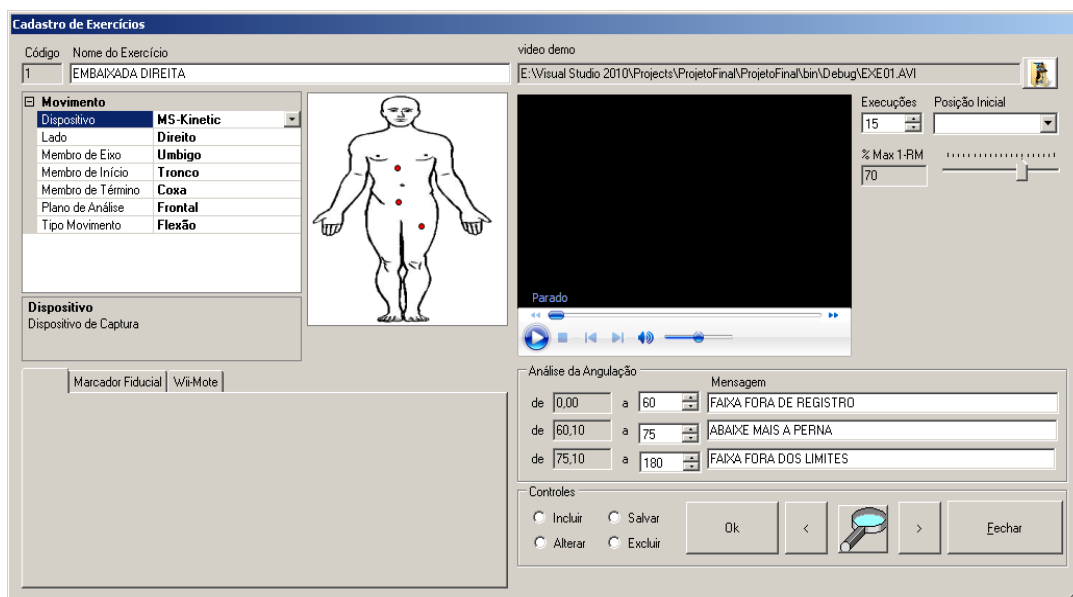 Cadastro de Exercícios
Código Nome do Exercício
1 EMBAIXADA DIREITA
video demo
E:\Visual Studio 2010\Projects\ProjetoFinal\ProjetoFinal\bin\Debug\EXE01.AVI
Movimento
Dispositivo MS-Kinetic
Lado Direito
Membro de Eixo Umbigo
Membro de Início Tronco
Membro de Término Coxa
Plano de Análise Frontal
Tipo Movimento Flexão
Dispositivo
Dispositivo de Captura
Parado
Execuções Posição Inicial
15
% Max 1-RM
70
Marcador Fiducial Wii-Mote
Análise da Angulação
Mensagem
de 0,00 a 60 FAIXA FORA DE REGISTRO
de 60,10 a 75 ABAIXE MAIS A PERNA
de 75,10 a 180 FAIXA FORA DOS LIMITES
Controles
Incluir Salvar
Alterar Excluir
Ok < > Fechar